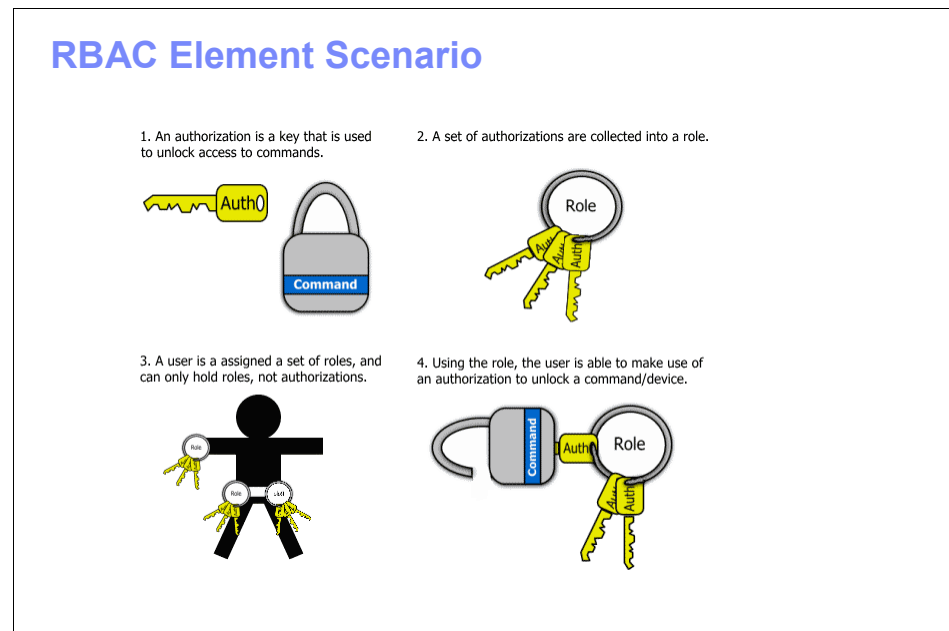 RBAC Element Scenario
1. An authorization is a key that is used
to unlock access to commands.
2. A set of authorizations are collected into a role.
Auth
Command
Role
Auth
3. A user is a assigned a set of roles, and
can only hold roles, not authorizations.
4. Using the role, the user is able to make use of
an authorization to unlock a command/device.
Role
Role
Command
Auth
Role
Auth